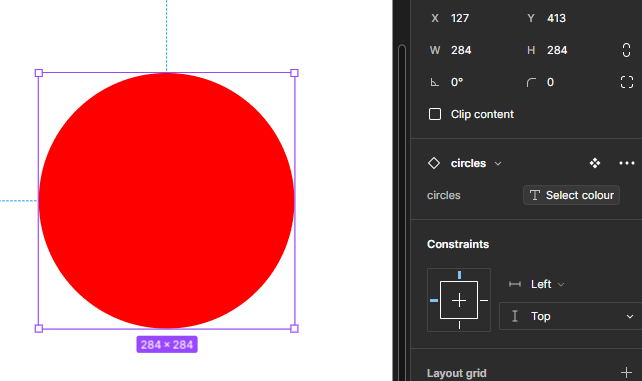 X 127 Y 413
W 284 H 284
0° 0
Clip content
circles
circles T Select colour
Constraints
Left
Top
284 × 284
Layout grid